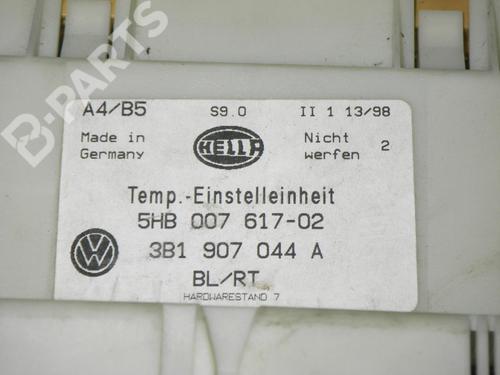 A4/B5 S9.0 II 1 13/98
Made in Germany HELLA Nicht werfen 2
Temp.-Einstelleinheit
5HB 007 617-02
3B1 907 044 A
BL/RT
HARDWARESTAND 7
B-PARTS